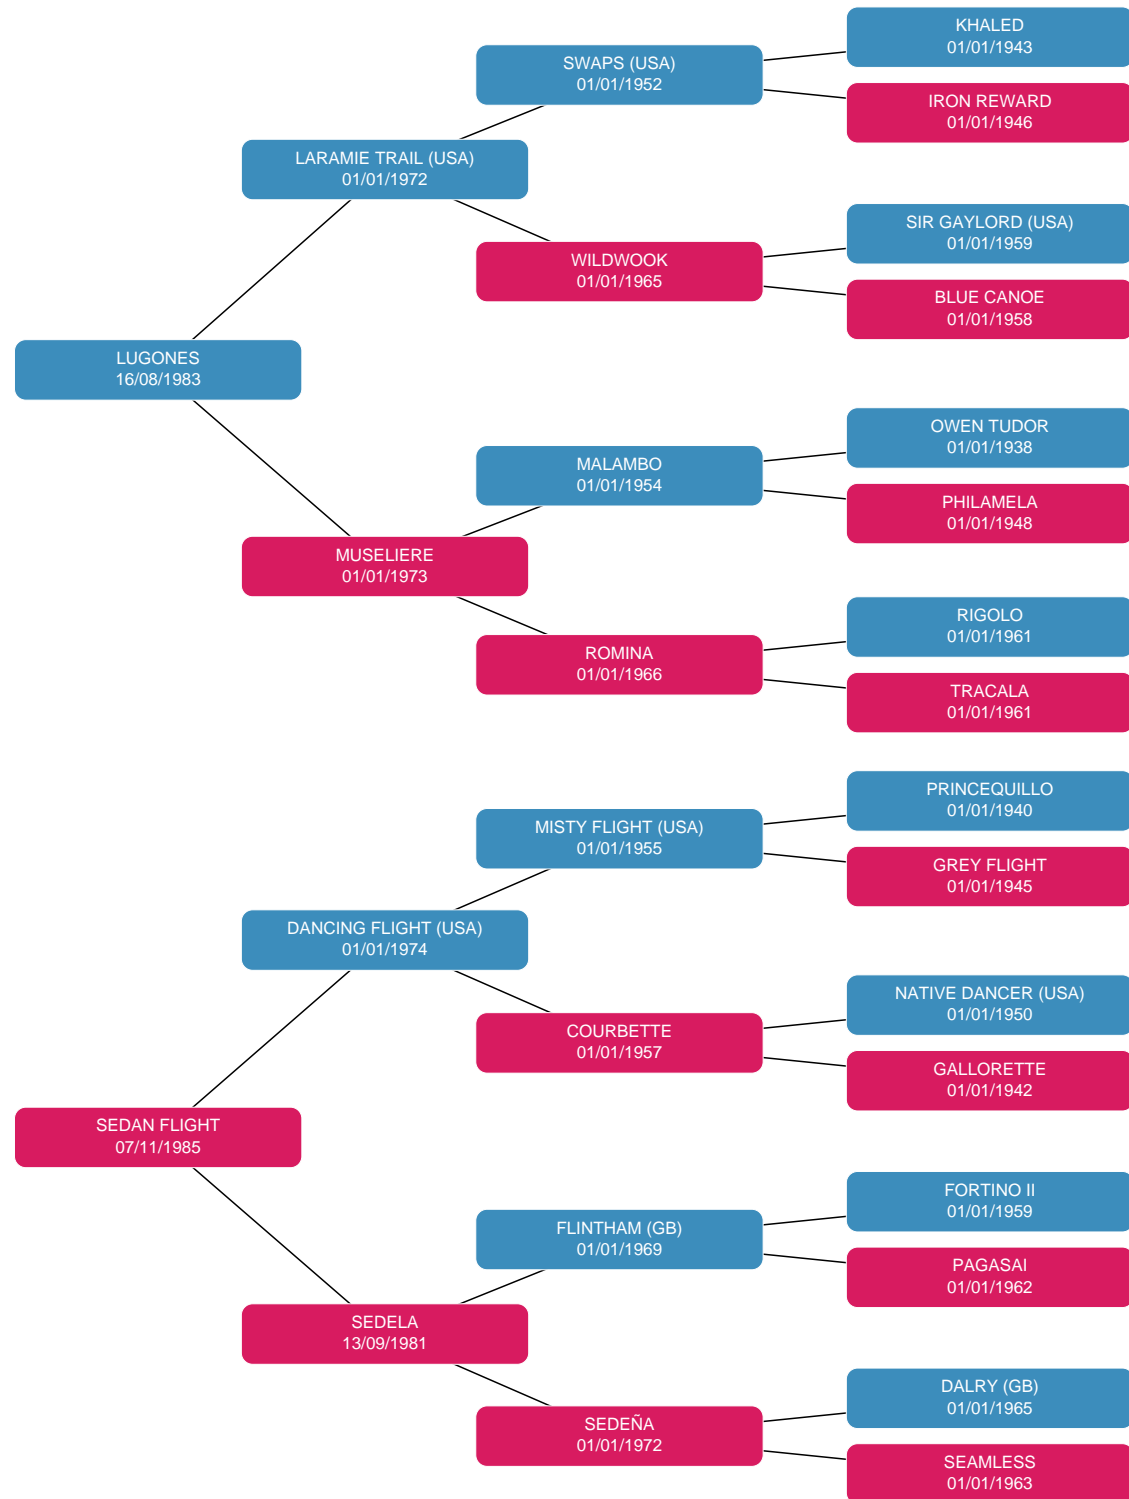 KHALED
01/01/1943
SWAPS (USA)
01/01/1952
IRON REWARD
01/01/1946
LARAMIE TRAIL (USA)
01/01/1972
SIR GAYLORD (USA)
01/01/1959
WILDWOOK
01/01/1965
BLUE CANOE
01/01/1958
LUGONES
16/08/1983
OWEN TUDOR
01/01/1938
MALAMBO
01/01/1954
PHILAMELA
01/01/1948
MUSELIERE
01/01/1973
RIGOLO
01/01/1961
ROMINA
01/01/1966
TRACALA
01/01/1961
PRINCEQUILLO
01/01/1940
MISTY FLIGHT (USA)
01/01/1955
GREY FLIGHT
01/01/1945
DANCING FLIGHT (USA)
01/01/1974
NATIVE DANCER (USA)
01/01/1950
COURBETTE
01/01/1957
GALLORETTE
01/01/1942
SEDAN FLIGHT
07/11/1985
FORTINO II
01/01/1959
FLINTHAM (GB)
01/01/1969
PAGASAI
01/01/1962
SEDELA
13/09/1981
DALRY (GB)
01/01/1965
SEDEÑA
01/01/1972
SEAMLESS
01/01/1963